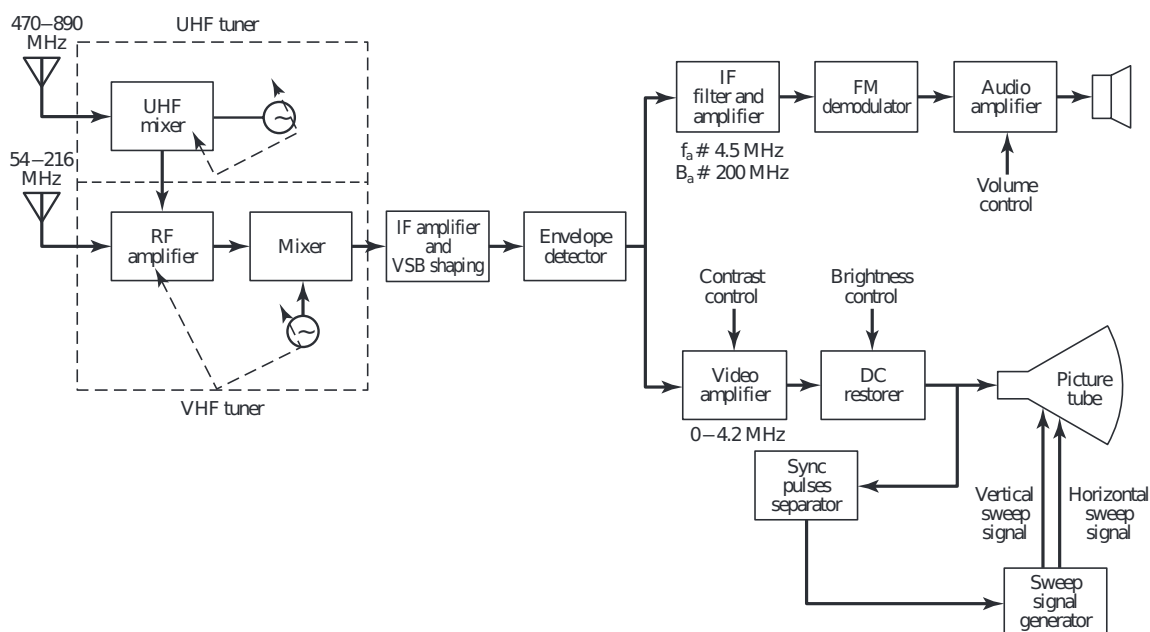 470–890
MHz
UHF tuner
UHF
mixer
54–216
MHz
RF
amplifier
Mixer
VHF tuner
IF amplifier
and
VSB shaping
Envelope
detector
IF
filter and
amplifier
fa # 4.5 MHz
Ba # 200 MHz
FM
demodulator
Audio
amplifier
Volume
control
Contrast
control
Brightness
control
Video
amplifier
0–4.2 MHz
DC
restorer
Picture
tube
Sync
pulses
separator
Vertical
sweep
signal
Horizontal
sweep
signal
Sweep
signal
generator